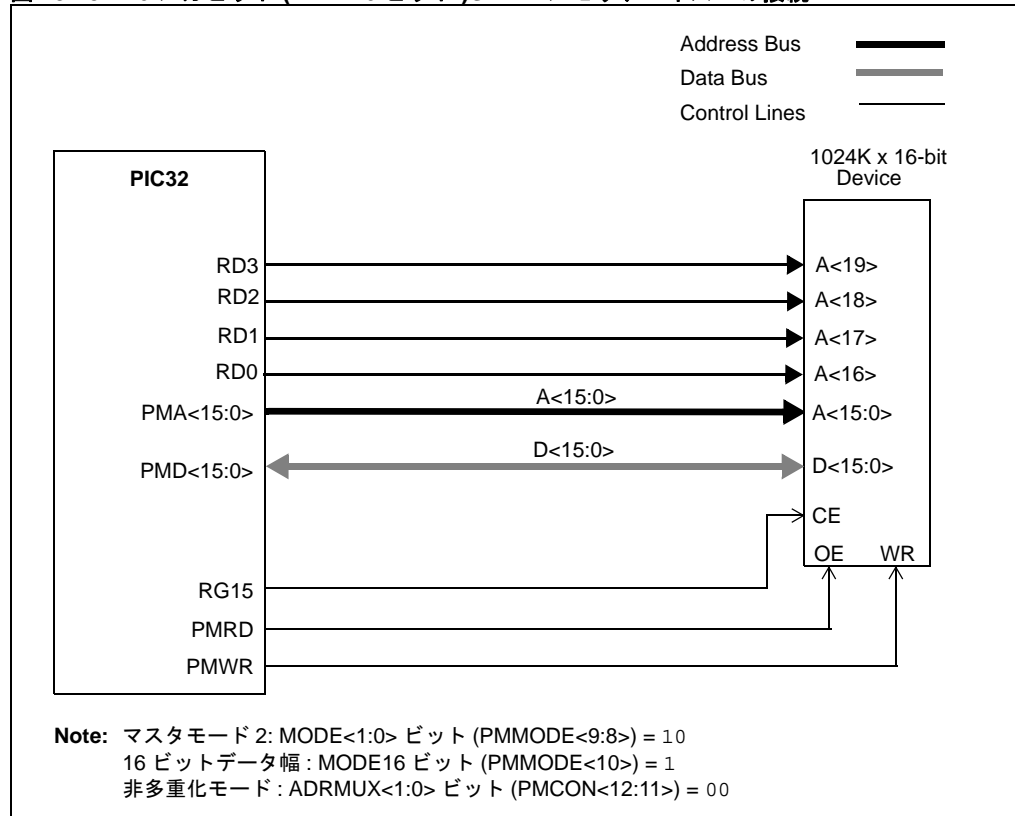 Address Bus
Data Bus
Control Lines
1024K x 16-bit
Device
PIC32
RD3
A<19>
RD2
A<18>
RD1
A<17>
RD0
A<16>
A<15:0>
PMA<15:0>
A<15:0>
D<15:0>
PMD<15:0>
D<15:0>
CE
OE WR
RG15
PMRD
PMWR
Note: マスタモード 2: MODE<1:0> ビット (PMMODE<9:8>) = 10
16 ビットデータ幅 : MODE16 ビット (PMMODE<10>) = 1
非多重化モード : ADRMUX<1:0> ビット (PMCON<12:11>) = 00